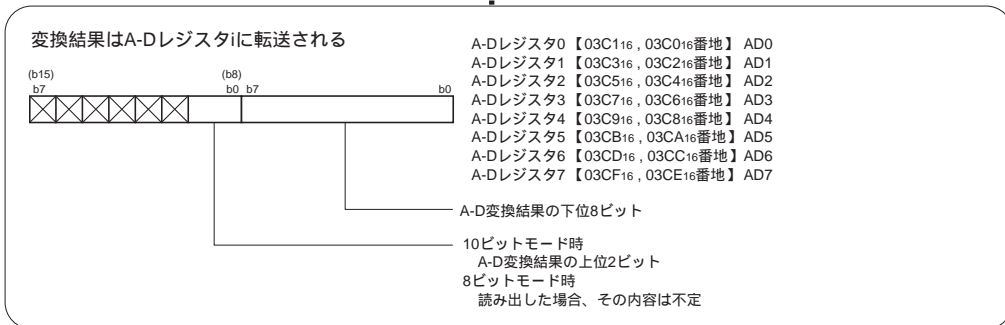 変換結果はA-Dレジスタiに転送される
A-Dレジスタ0 【03C116 , 03C016番地】 AD0
A-Dレジスタ1 【03C316 , 03C216番地】 AD1
A-Dレジスタ2 【03C516 , 03C416番地】 AD2
A-Dレジスタ3 【03C716 , 03C616番地】 AD3
A-Dレジスタ4 【03C916 , 03C816番地】 AD4
A-Dレジスタ5 【03CB16 , 03CA16番地】 AD5
A-Dレジスタ6 【03CD16 , 03CC16番地】 AD6
A-Dレジスタ7 【03CF16 , 03CE16番地】 AD7
(b15) (b8)
b7 b0 b7 b0
A-D変換結果の下位8ビット
10ビットモード時
A-D変換結果の上位2ビット
8ビットモード時
読み出した場合、その内容は不定